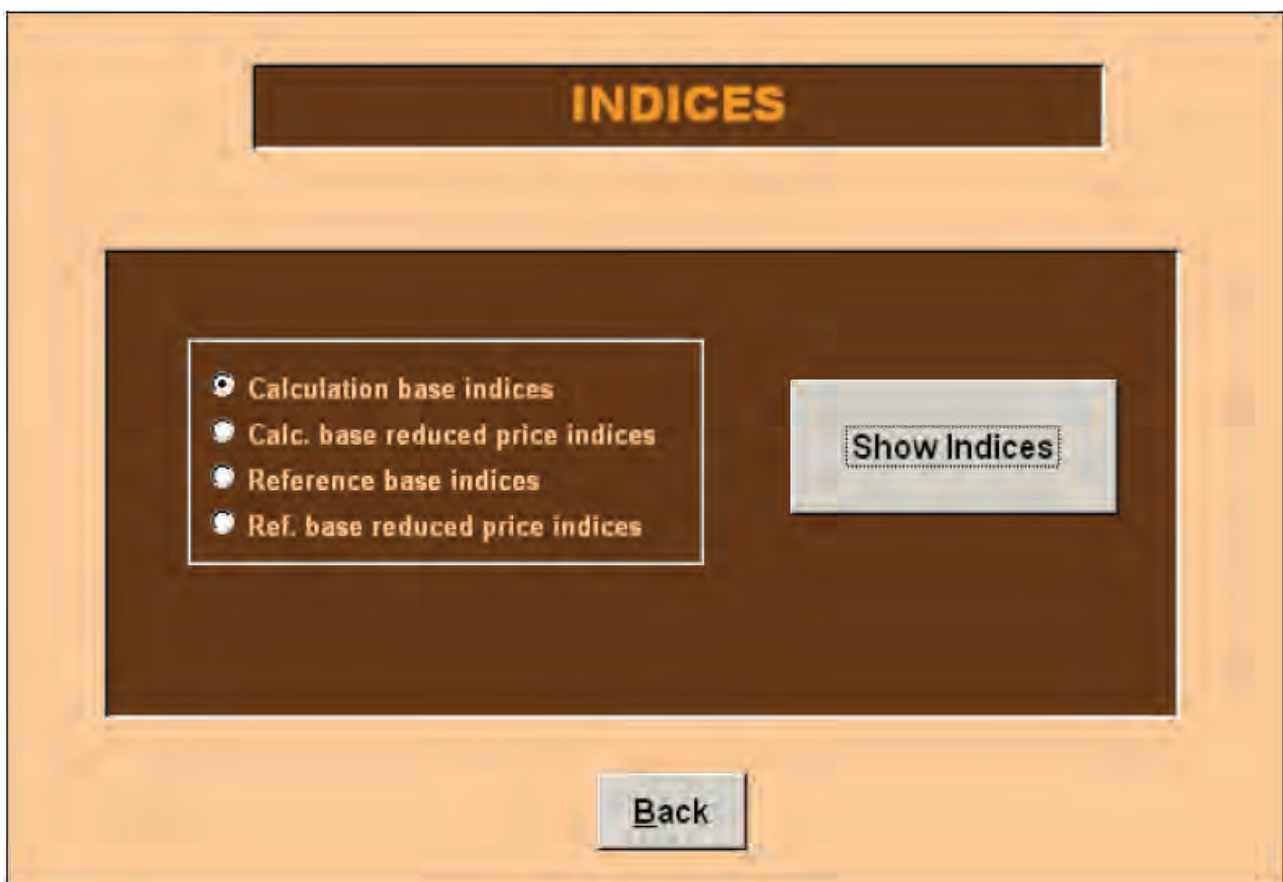 INDICES
Calculation base indices
Calc. base reduced price indices
Reference base indices
Ref. base reduced price indices
Show Indices
Back